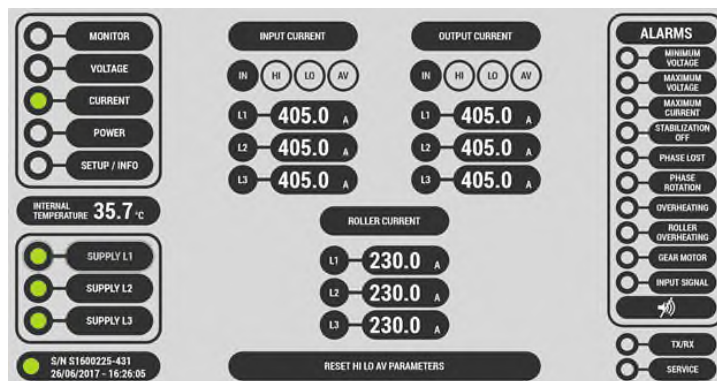 MONITOR
VOLTAGE
CURRENT
POWER
SETUP / INFO
INTERNAL
TEMPERATURE 35.7 °C
SUPPLY L1
SUPPLY L2
SUPPLY L3
S/N S1600225-431
26/06/2017 - 16:26:05
INPUT CURRENT
IN HI LO AV
L1 405.0 A
L2 405.0 A
L3 405.0 A
OUTPUT CURRENT
IN HI LO AV
L1 405.0 A
L2 405.0 A
L3 405.0 A
ROLLER CURRENT
L1 230.0 A
L2 230.0 A
L3 230.0 A
RESET HI LO AV PARAMETERS
ALARMS
MINIMUM
VOLTAGE
MAXIMUM
VOLTAGE
MAXIMUM
CURRENT
STABILIZATION
OFF
PHASE LOST
PHASE
ROTATION
OVERHEATING
ROLLER
OVERHEATING
GEAR MOTOR
INPUT SIGNAL
TX/RX
SERVICE